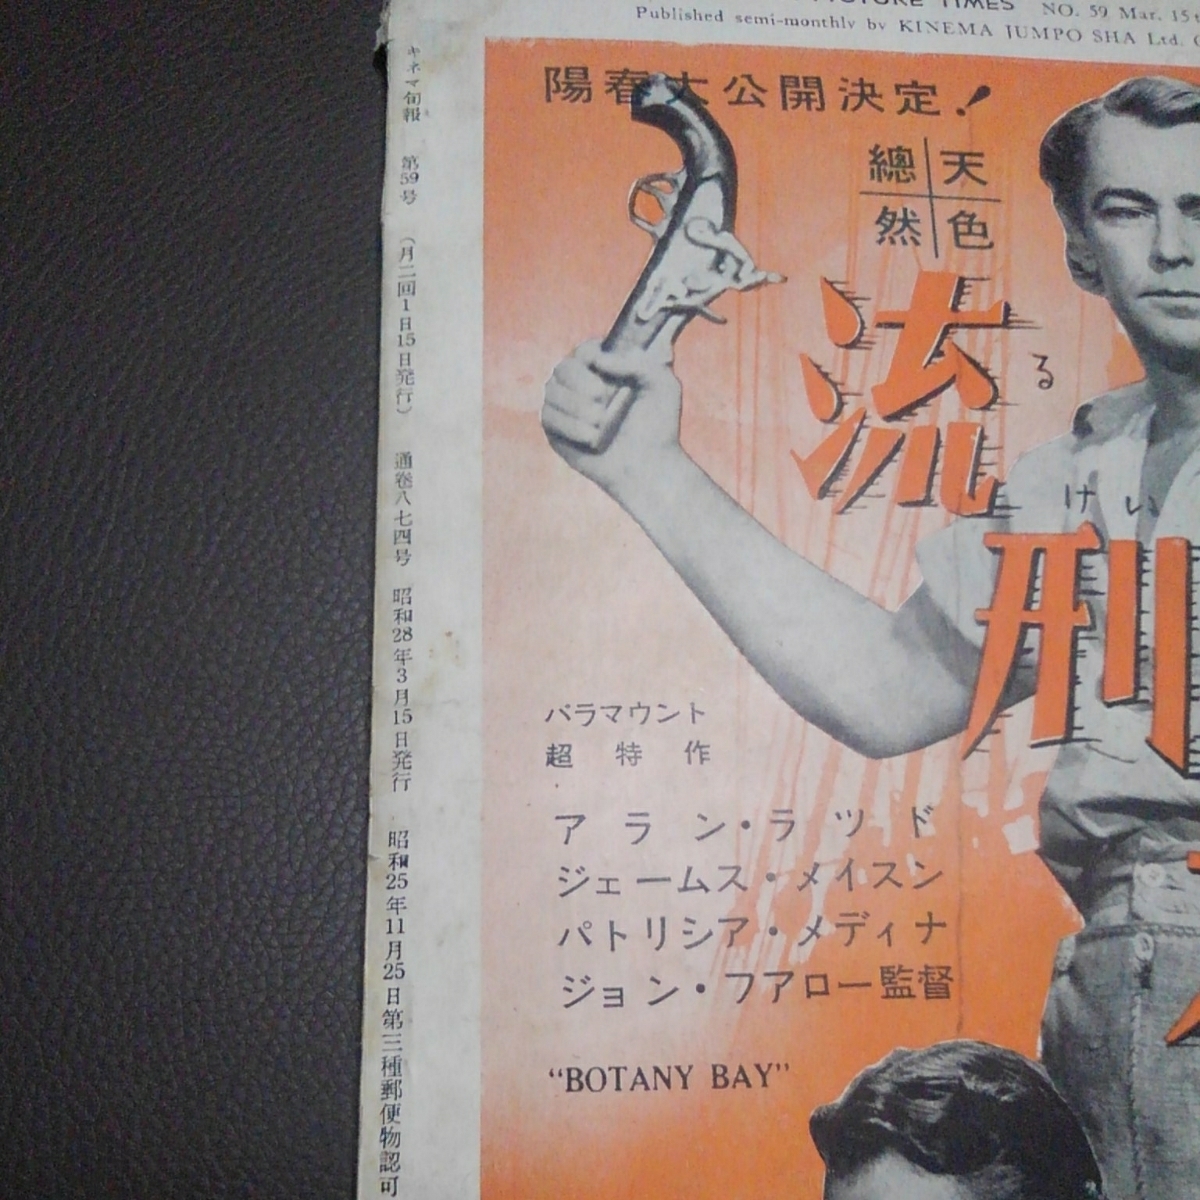 PICTURE TIMES NO. 59 Mar. 15
Published semi-monthly by KINEMA JUMPO SHA Ltd.
陽春大公開決定!
總天
然色
流
る
刑
けい
パラマウント
超特作
アラン・ラツド
ジェームス・メイスン
パトリシア・メディナ
ジョン・フアロー監督
"BOTANY BAY"
キネマ旬報 第59号 (月二回1日15日発行) 通巻八七四号 昭和28年3月15日発行 昭和25年11月25日第三種郵便物認可